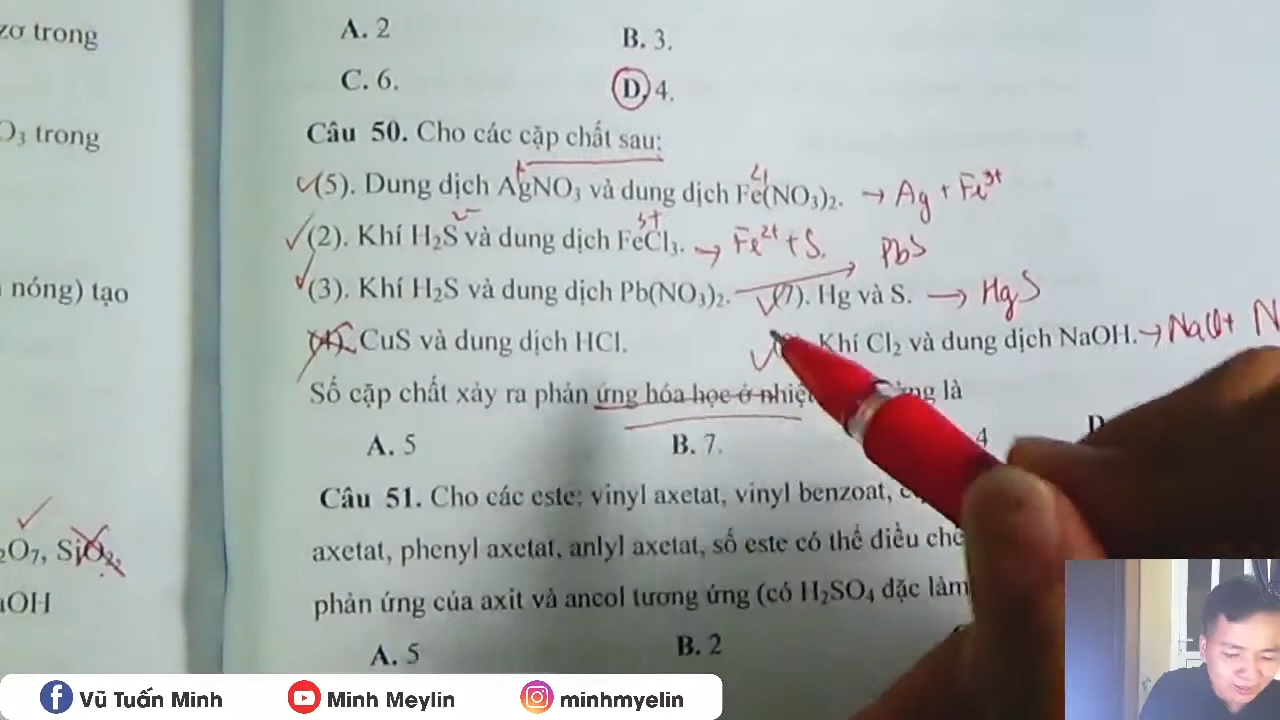 zơ trong
A. 2
B. 3.
C. 6.
D. 4.
O₃ trong
Câu 50. Cho các cặp chất sau:
(5). Dung dịch AgNO₃ và dung dịch Fe(NO₃)₂. → Ag + Fe³⁺
(2). Khí H₂S và dung dịch FeCl₃. → Fe²⁺ + S.
(3). Khí H₂S và dung dịch Pb(NO₃)₂. → PbS
(7). Hg và S. → HgS
nóng) tạo
CuS và dung dịch HCl.
Khí Cl₂ và dung dịch NaOH. → NaCl + N
Số cặp chất xảy ra phản ứng hóa học ở là
A. 5
B. 7.
4
D
Câu 51. Cho các este: vinyl axetat, vinyl benzoat,
axetat, phenyl axetat, anlyl axetat, số este có thể điều chế
phản ứng của axit và ancol tương ứng (có H₂SO₄ đặc làm
₂O₇, SiO₂,
OH
A. 5
B. 2
Vũ Tuấn Minh
Minh Meylin
minhmyelin